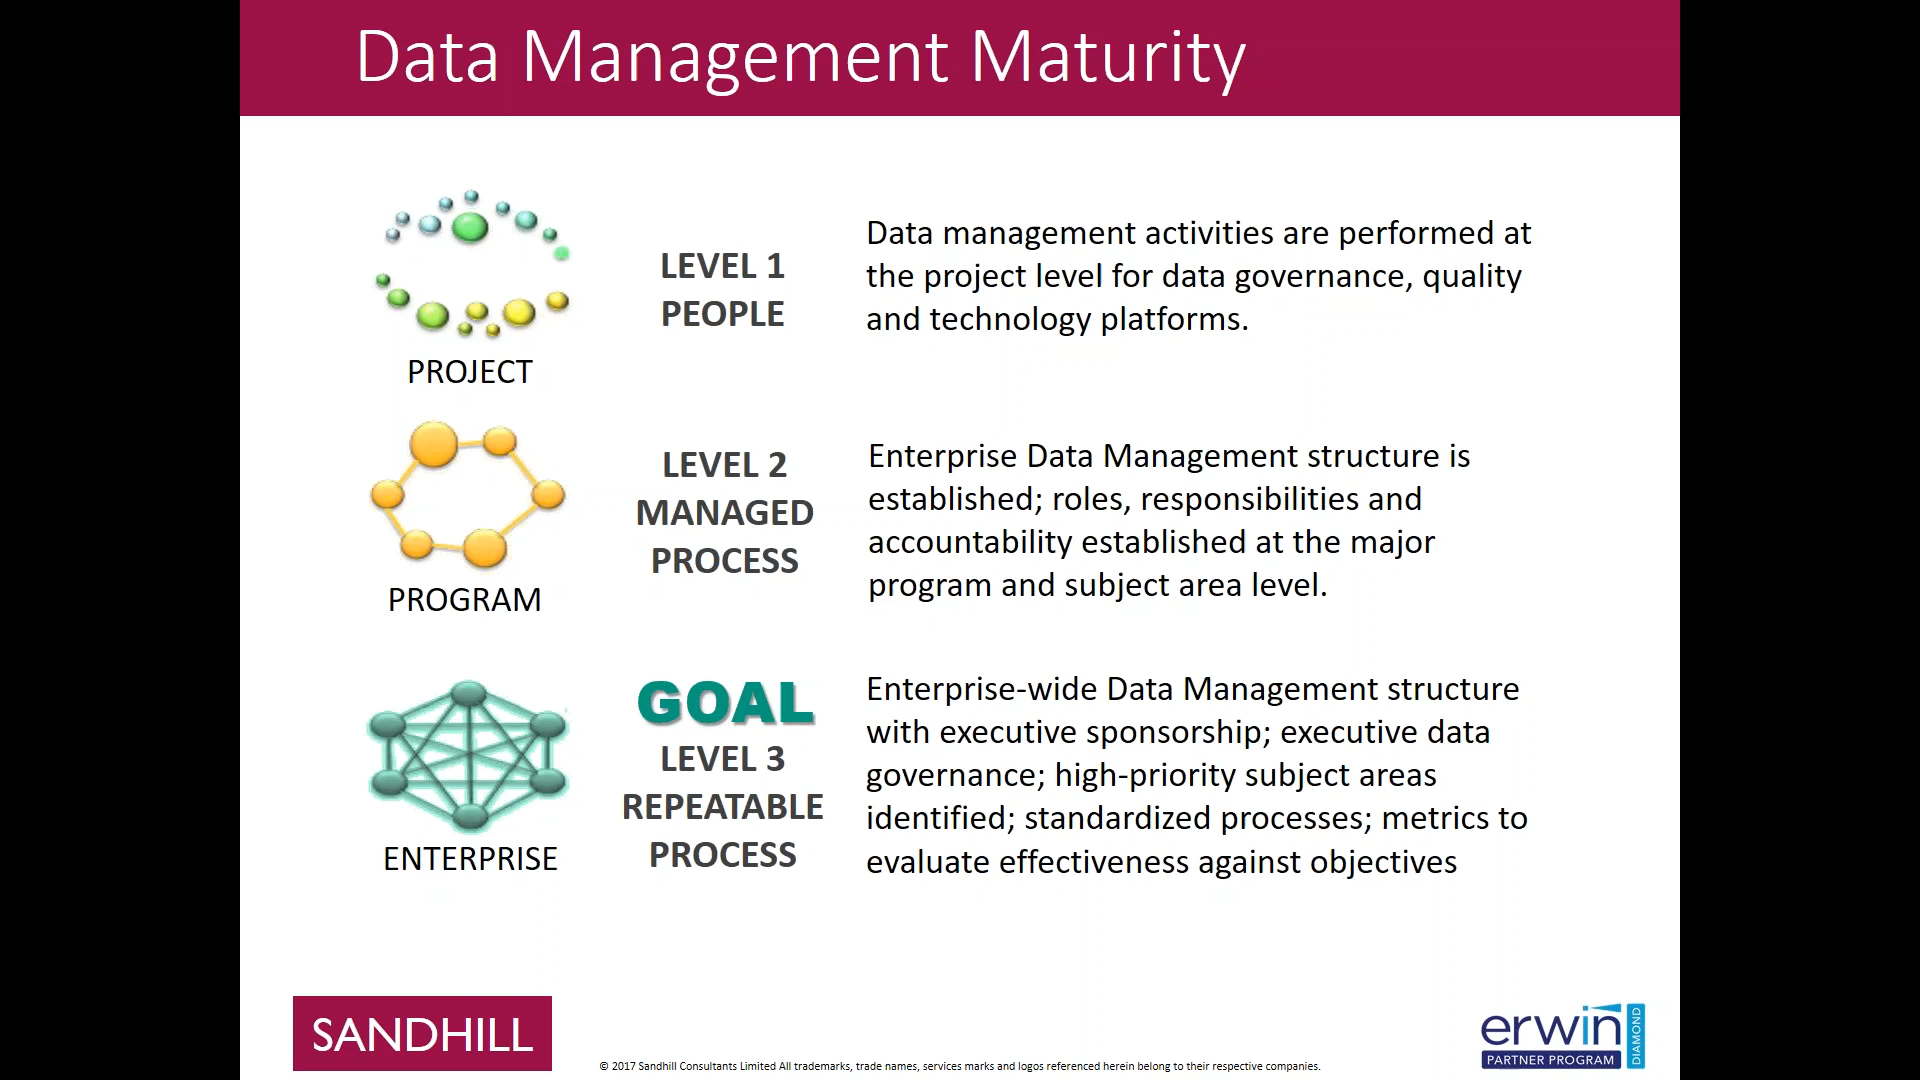 Data Management Maturity
PROJECT
LEVEL 1
PEOPLE
Data management activities are performed at
the project level for data governance, quality
and technology platforms.
PROGRAM
LEVEL 2
MANAGED
PROCESS
Enterprise Data Management structure is
established; roles, responsibilities and
accountability established at the major
program and subject area level.
ENTERPRISE
GOAL
LEVEL 3
REPEATABLE
PROCESS
Enterprise-wide Data Management structure
with executive sponsorship; executive data
governance; high-priority subject areas
identified; standardized processes; metrics to
evaluate effectiveness against objectives
SANDHILL
© 2017 Sandhill Consultants Limited All trademarks, trade names, services marks and logos referenced herein belong to their respective companies.
erwin
PARTNER PROGRAM
DIAMOND